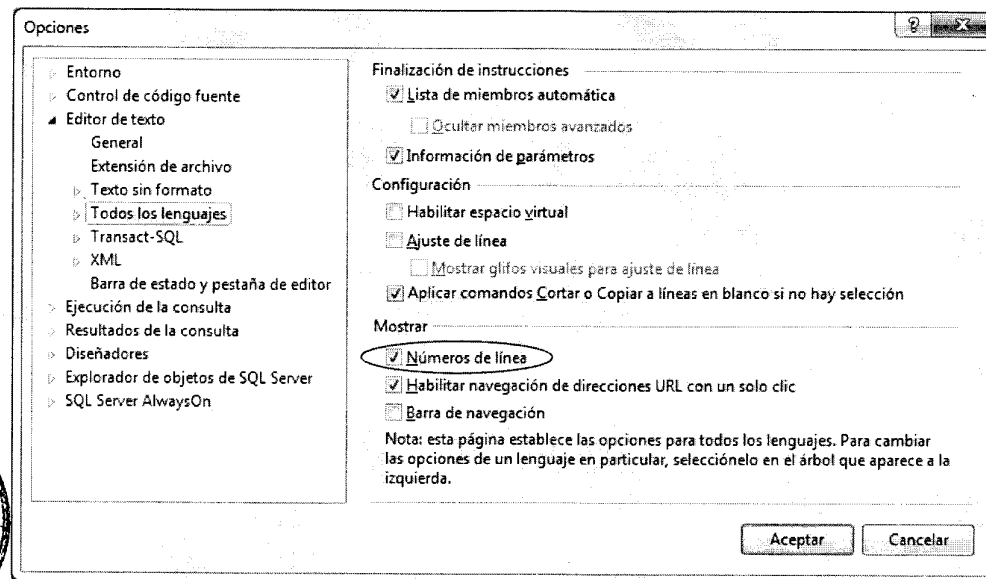 Opciones
Entorno
Control de código fuente
Editor de texto
General
Extensión de archivo
Texto sin formato
Todos los lenguajes
Transact-SQL
XML
Barra de estado y pestaña de editor
Ejecución de la consulta
Resultados de la consulta
Diseñadores
Explorador de objetos de SQL Server
SQL Server AlwaysOn
Finalización de instrucciones
Lista de miembros automática
Ocultar miembros avanzados
Información de parámetros
Configuración
Habilitar espacio virtual
Ajuste de línea
Mostrar glifos visuales para ajuste de línea
Aplicar comandos Cortar o Copiar a líneas en blanco si no hay selección
Mostrar
Números de línea
Habilitar navegación de direcciones URL con un solo clic
Barra de navegación
Nota: esta página establece las opciones para todos los lenguajes. Para cambiar
las opciones de un lenguaje en particular, selecciónelo en el árbol que aparece a la
izquierda.
Aceptar
Cancelar